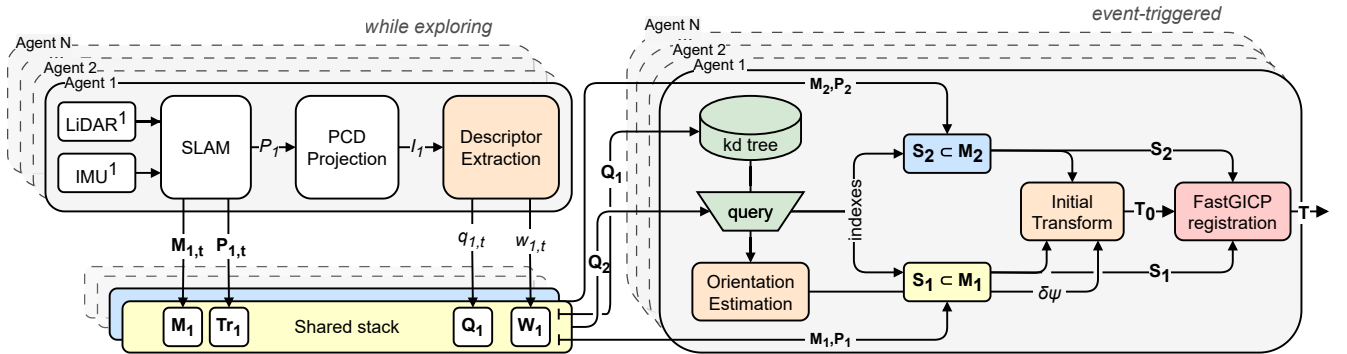 while exploring
event-triggered
Agent N
Agent 2
Agent 1
LiDAR¹
IMU¹
SLAM
P₁
PCD
Projection
I₁
Descriptor
Extraction
M₁,ₜ
P₁,ₜ
q₁,ₜ
w₁,ₜ
M₁
Tr₁
Shared stack
Q₁
W₁
Agent N
Agent 2
Agent 1
M₂,P₂
Q₁
Q₂
kd tree
query
indexes
Orientation
Estimation
S₂ ⊂ M₂
S₁ ⊂ M₁
S₂
Initial
Transform
T₀
FastGICP
registration
T
S₁
δψ
M₁,P₁